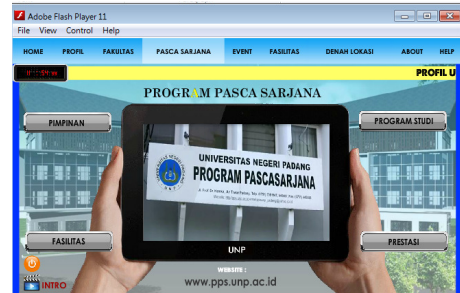 Adobe Flash Player 11
File View Control Help
HOME PROFIL FAKULTAS PASCA SARJANA EVENT FASILITAS DENAH LOKASI ABOUT HELP
PROFIL U
PROGRAM PASCA SARJANA
PIMPINAN
PROGRAM STUDI
UNIVERSITAS NEGERI PADANG
PROGRAM PASCASARJANA
FASILITAS
PRESTASI
UNP
WEBSITE :
INTRO
www.pps.unp.ac.id